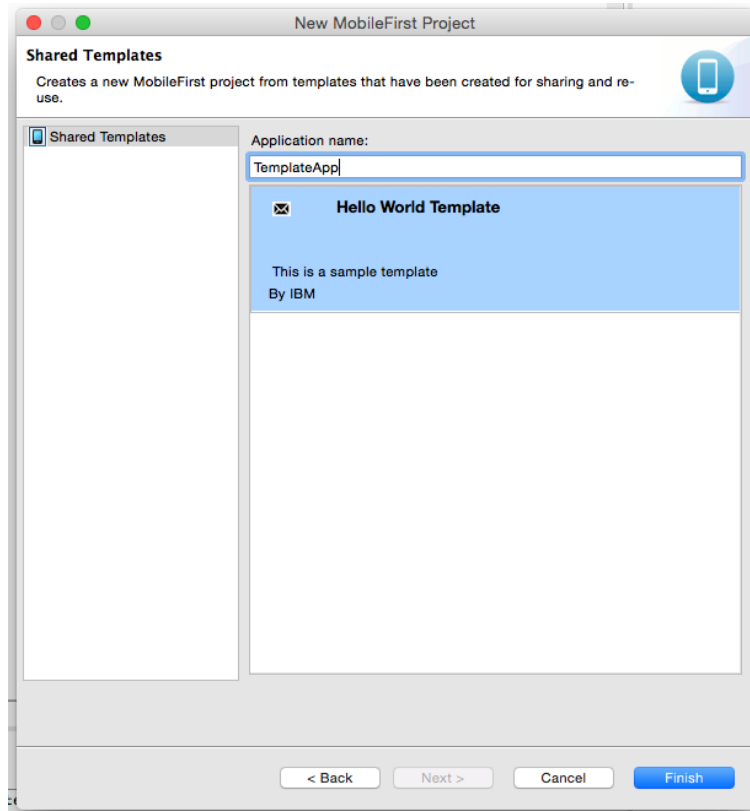 New MobileFirst Project
Shared Templates
Creates a new MobileFirst project from templates that have been created for sharing and re-
use.
Shared Templates
Application name:
TemplateApp
Hello World Template
This is a sample template
By IBM
< Back
Next >
Cancel
Finish